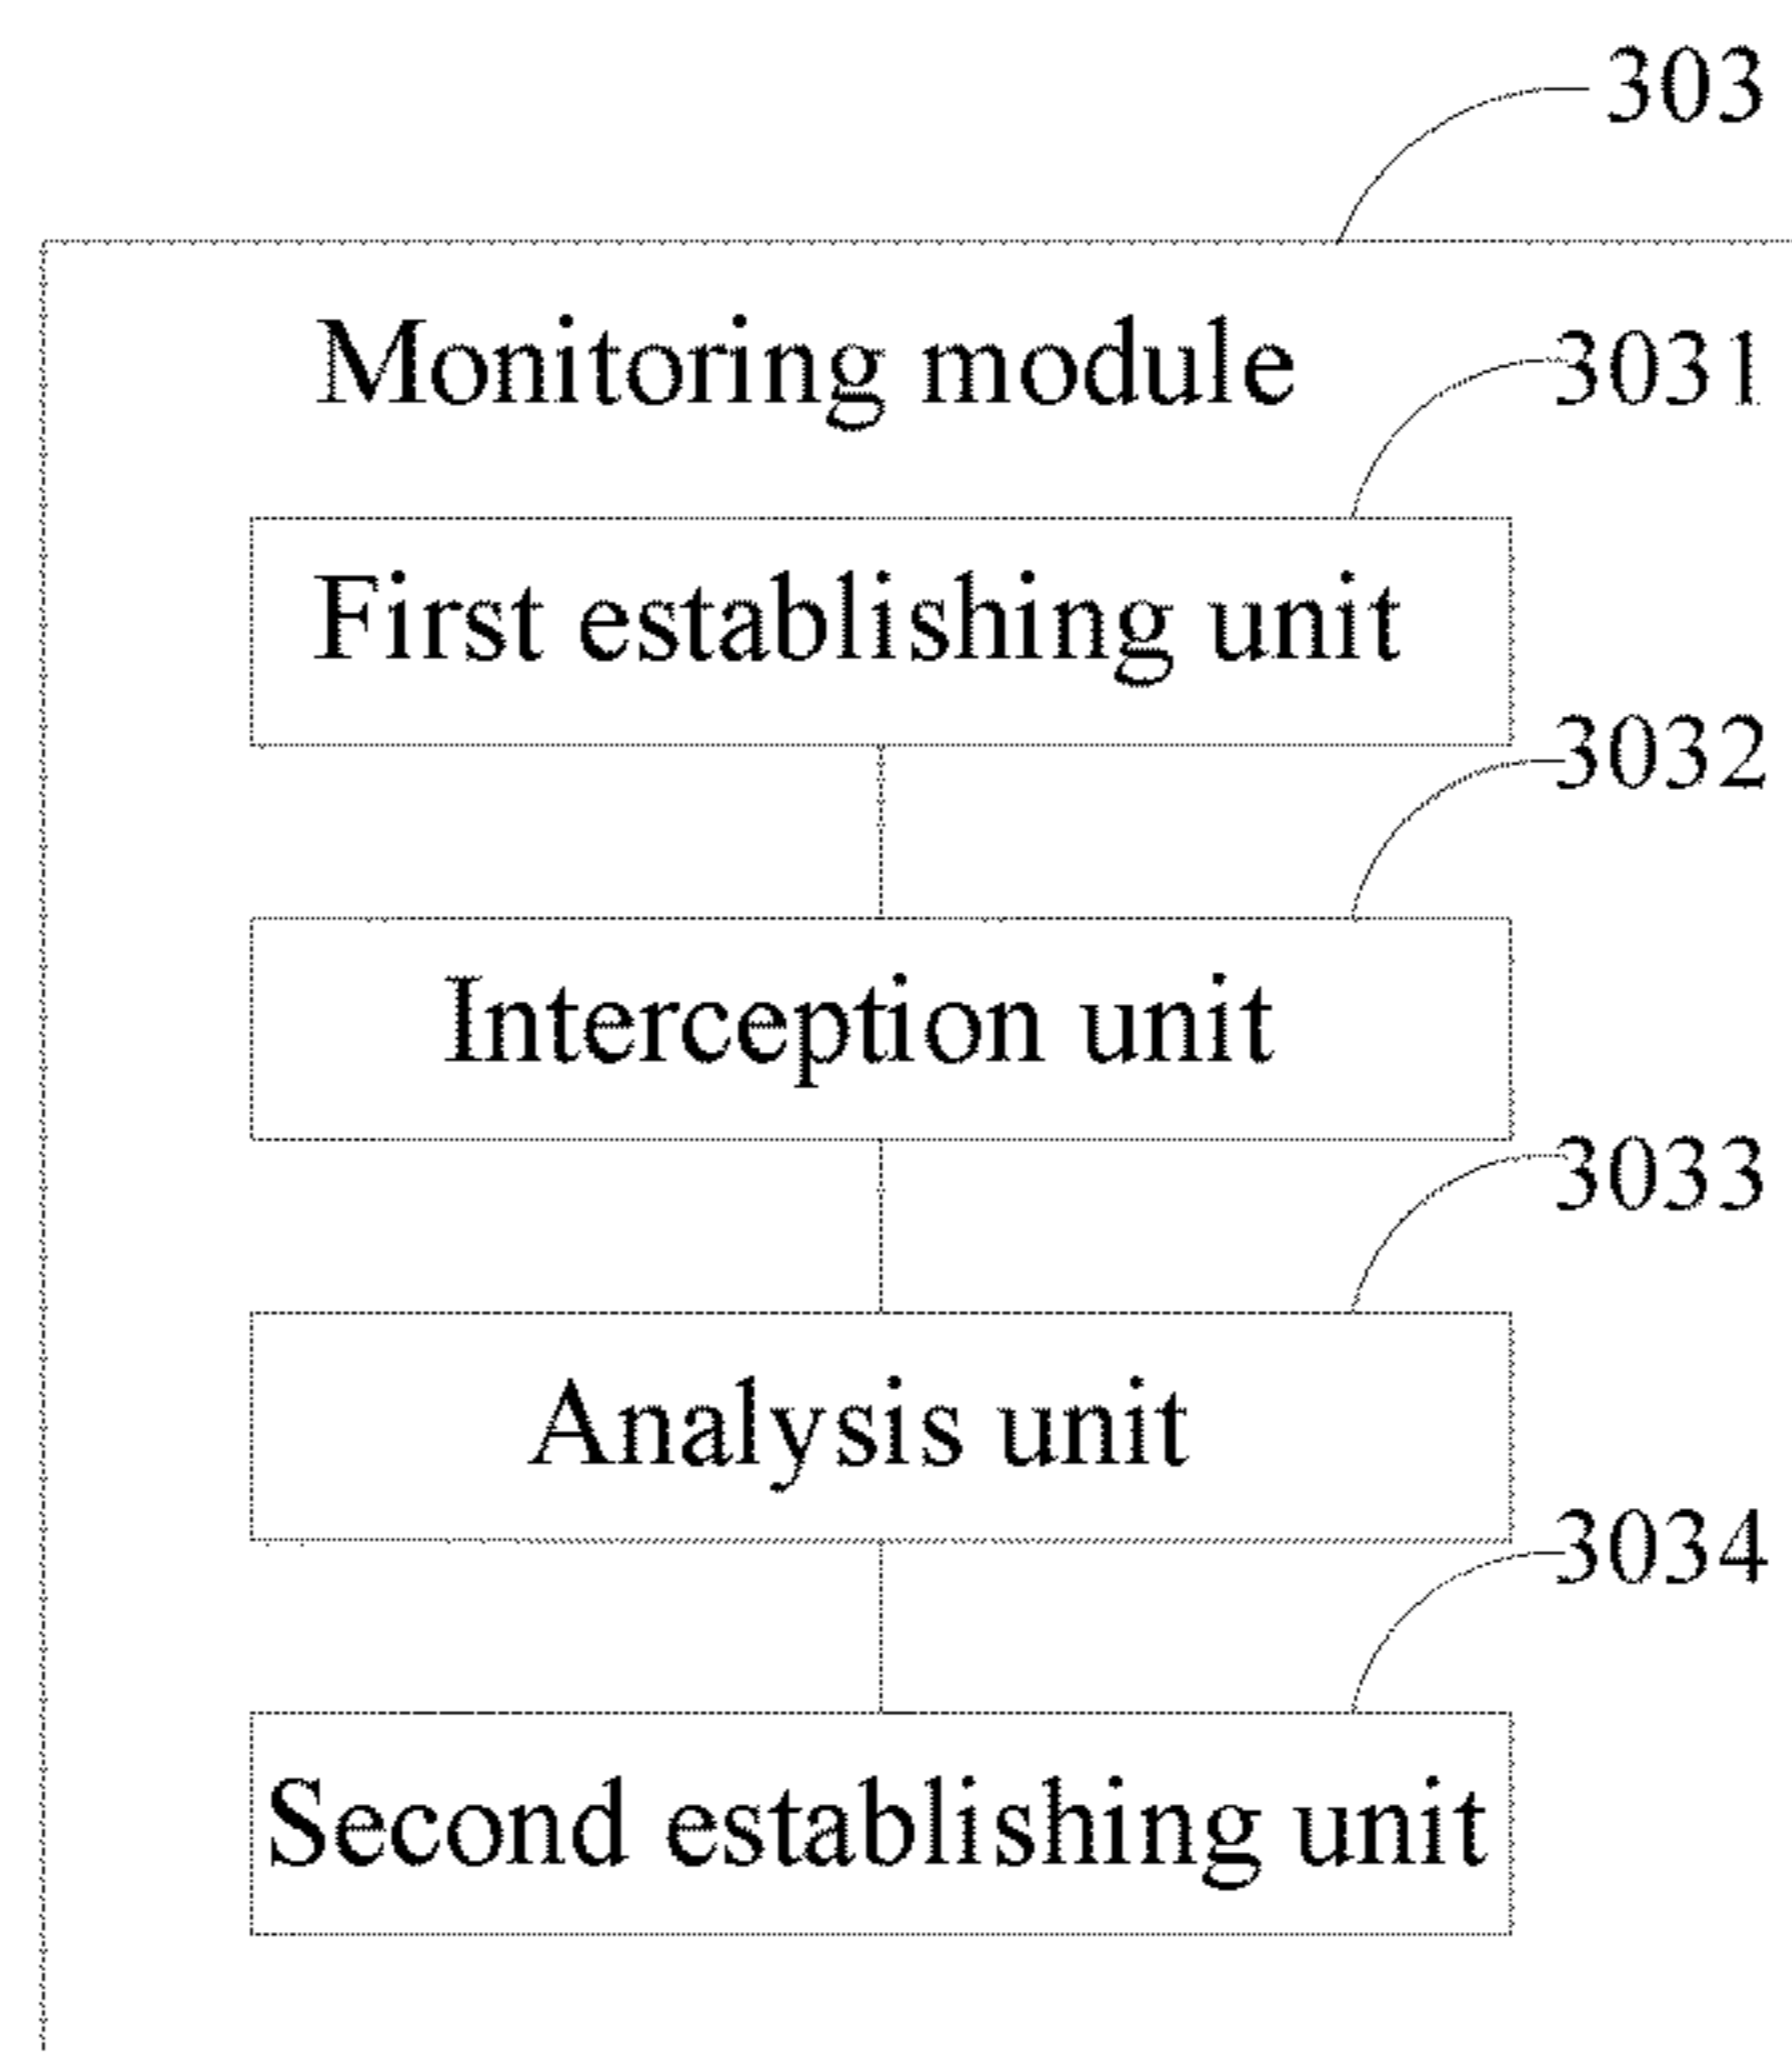 303
Monitoring module
3031
First establishing unit
3032
Interception unit
3033
Analysis unit
3034
Second establishing unit